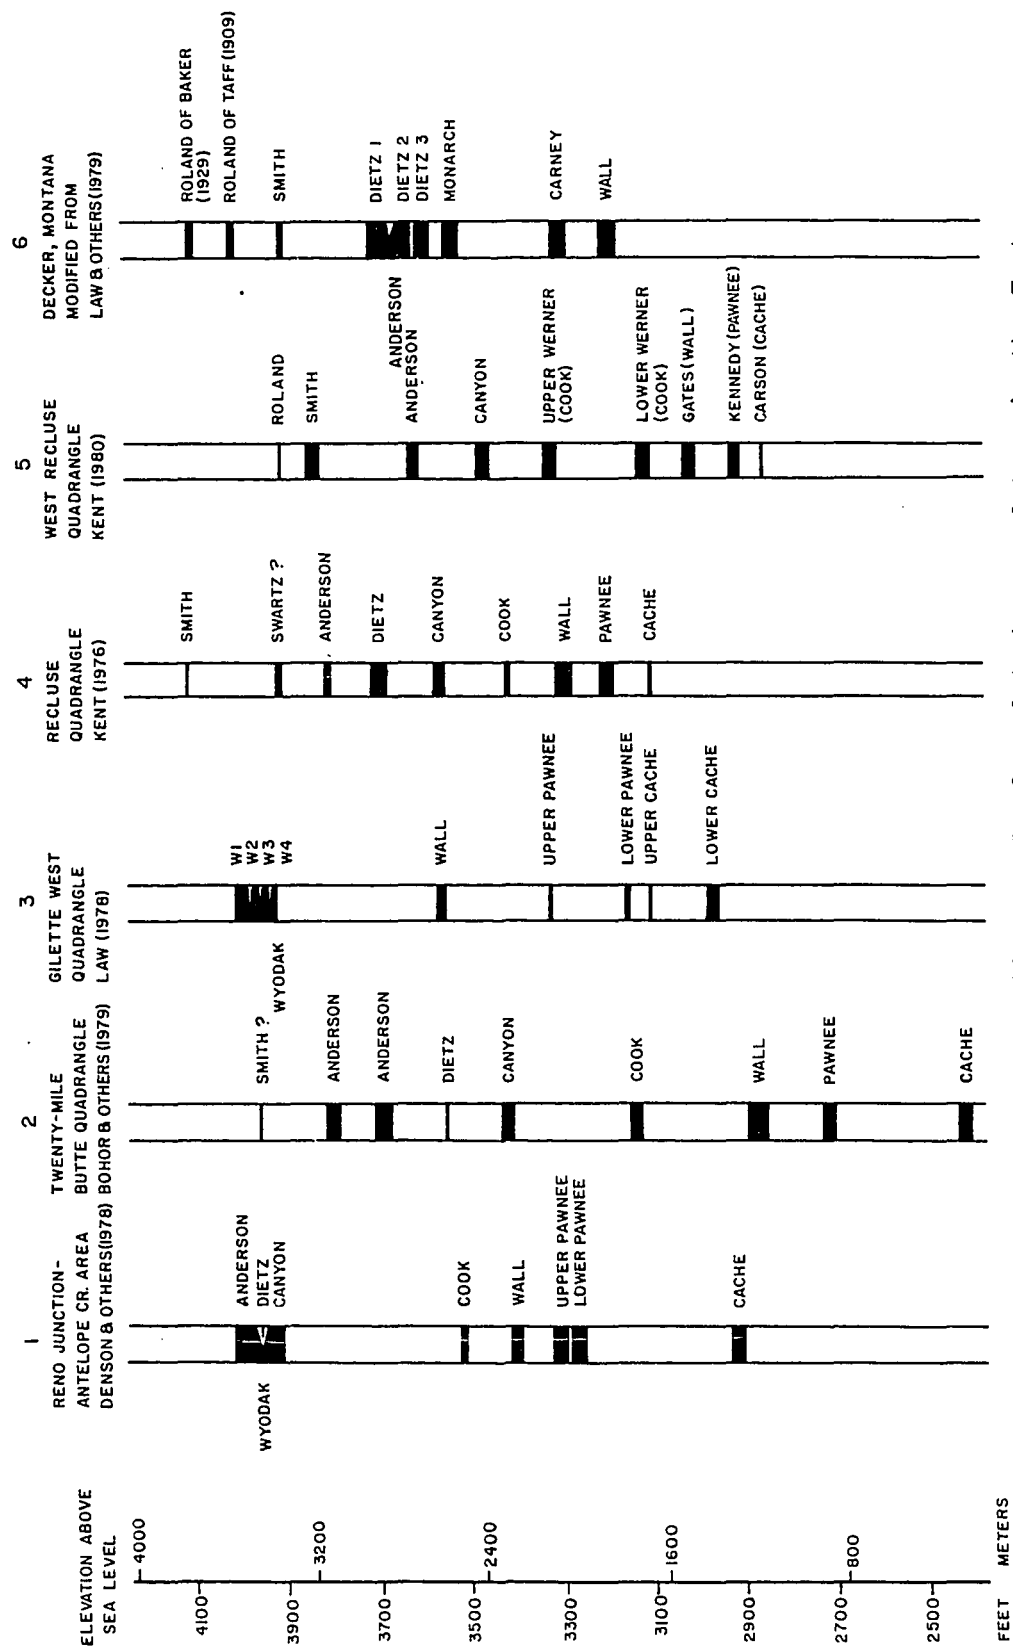 ELEVATION ABOVE
SEA LEVEL
4000
3200
2400
1600
800
4100
3900
3700
3500
3300
3100
2900
2700
2500
FEET
METERS
1
RENO JUNCTION-
ANTELOPE CR. AREA
DENSON & OTHERS(1978)
WYODAK
ANDERSON
DIETZ
CANYON
COOK
WALL
UPPER PAWNEE
LOWER PAWNEE
CACHE
2
TWENTY-MILE
BUTTE QUADRANGLE
BOHOR & OTHERS (1979)
SMITH ?
ANDERSON
ANDERSON
DIETZ
CANYON
COOK
WALL
PAWNEE
CACHE
3
GILETTE WEST
QUADRANGLE
LAW (1978)
WYODAK
W1
W2
W3
W4
WALL
UPPER PAWNEE
LOWER PAWNEE
UPPER CACHE
LOWER CACHE
4
RECLUSE
QUADRANGLE
KENT (1976)
SMITH
SWARTZ ?
ANDERSON
DIETZ
CANYON
COOK
WALL
PAWNEE
CACHE
5
WEST RECLUSE
QUADRANGLE
KENT (1980)
ROLAND
SMITH
ANDERSON
CANYON
UPPER WERNER
(COOK)
LOWER WERNER
(COOK)
GATES (WALL)
KENNEDY (PAWNEE)
CARSON (CACHE)
6
DECKER, MONTANA
MODIFIED FROM
LAW & OTHERS (1979)
ROLAND OF BAKER
(1929)
ROLAND OF TAFF (1909)
SMITH
ANDERSON
DIETZ 1
DIETZ 2
DIETZ 3
MONARCH
CARNEY
WALL